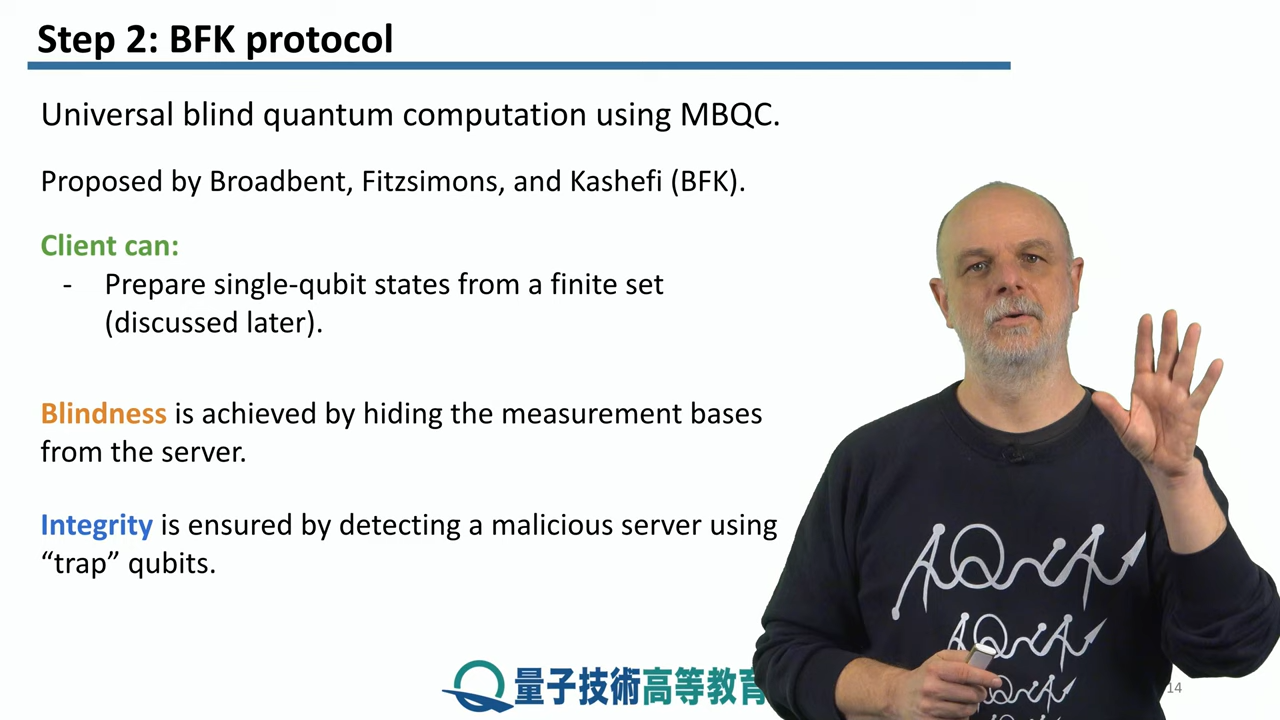 Step 2: BFK protocol
Universal blind quantum computation using MBQC.
Proposed by Broadbent, Fitzsimons, and Kashefi (BFK).
Client can:
- Prepare single-qubit states from a finite set
(discussed later).
Blindness is achieved by hiding the measurement bases
from the server.
Integrity is ensured by detecting a malicious server using
“trap” qubits.
AQUA
AQUA
量子技術高等教育
14